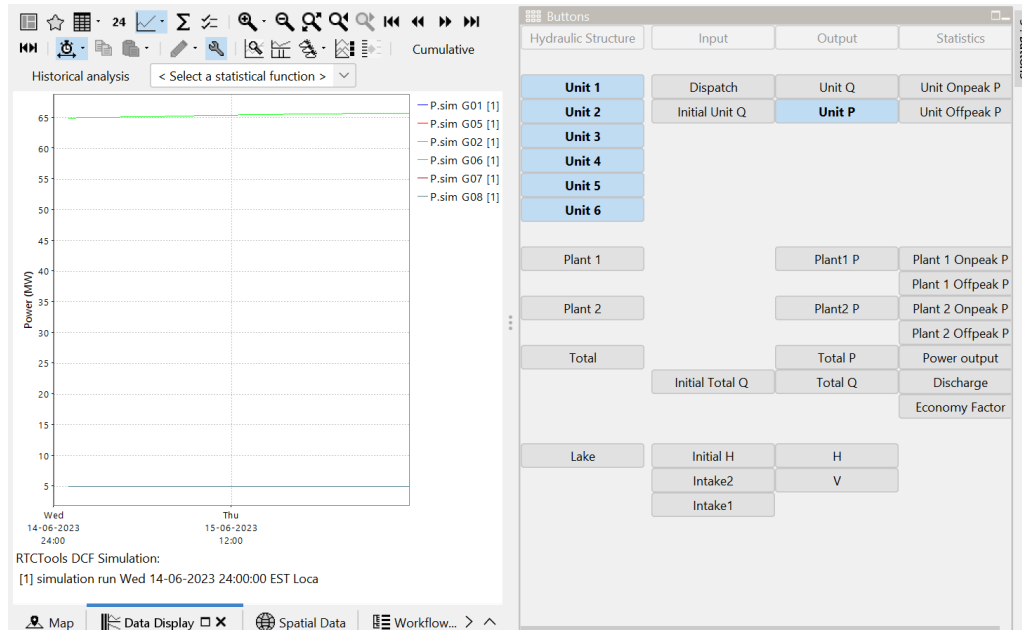 24
Cumulative
Historical analysis < Select a statistical function >
65
60
55
50
45
40
35
30
25
20
15
10
5
Power (MW)
Wed
14-06-2023
24:00
Thu
15-06-2023
12:00
P.sim G01 [1]
P.sim G05 [1]
P.sim G02 [1]
P.sim G06 [1]
P.sim G07 [1]
P.sim G08 [1]
RTCTools DCF Simulation:
[1] simulation run Wed 14-06-2023 24:00:00 EST Loca
Map Data Display Spatial Data Workflow...
Buttons
Hydraulic Structure Input Output Statistics
Unit 1 Dispatch Unit Q Unit Onpeak P
Unit 2 Initial Unit Q Unit P Unit Offpeak P
Unit 3
Unit 4
Unit 5
Unit 6
Plant 1 Plant1 P Plant 1 Onpeak P
Plant 1 Offpeak P
Plant 2 Plant2 P Plant 2 Onpeak P
Plant 2 Offpeak P
Total Total P Power output
Initial Total Q Total Q Discharge
Economy Factor
Lake Initial H H
Intake2 V
Intake1